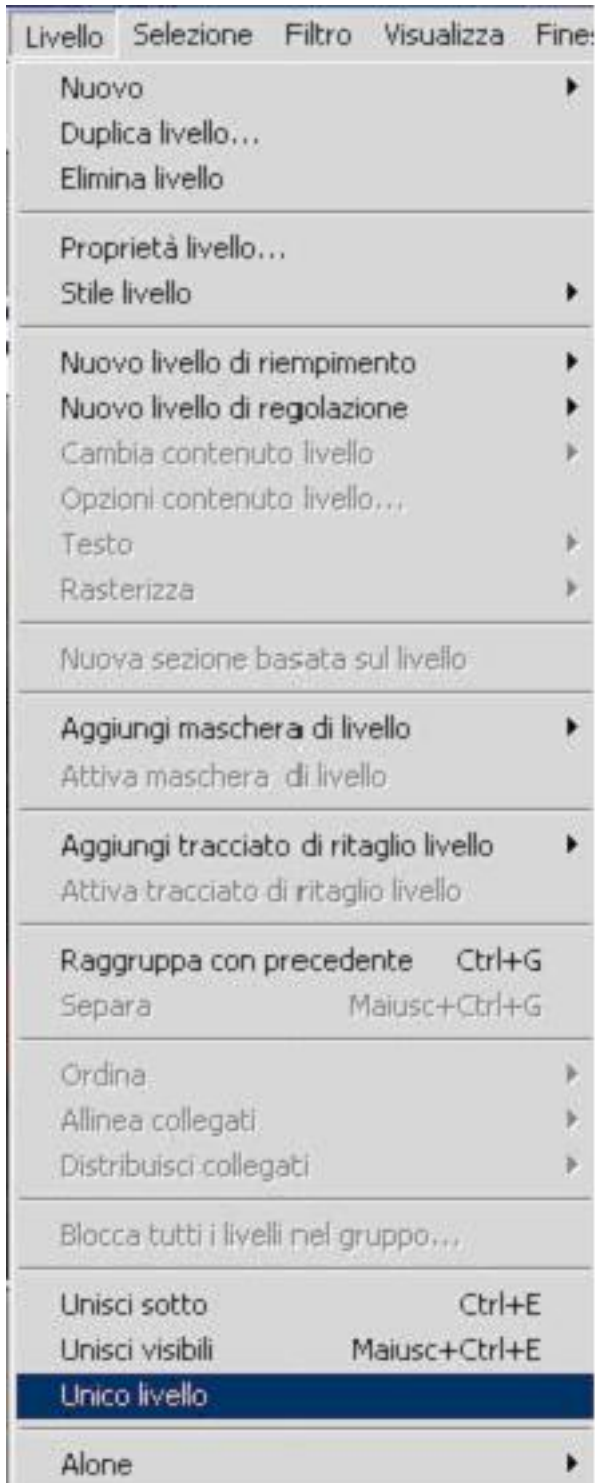 Livello Selezione Filtro Visualizza Fine
Nuovo
Duplica livello...
Elimina livello
Proprietà livello...
Stile livello
Nuovo livello di riempimento
Nuovo livello di regolazione
Cambia contenuto livello
Opzioni contenuto livello...
Testo
Rasterizza
Nuova sezione basata sul livello
Aggiungi maschera di livello
Attiva maschera di livello
Aggiungi tracciato di ritaglio livello
Attiva tracciato di ritaglio livello
Raggruppa con precedente Ctrl+G
Separa Maiusc+Ctrl+G
Ordina
Allinea collegati
Distribuisci collegati
Blocca tutti i livelli nel gruppo...
Unisci sotto Ctrl+E
Unisci visibili Maiusc+Ctrl+E
Unico livello
Alone